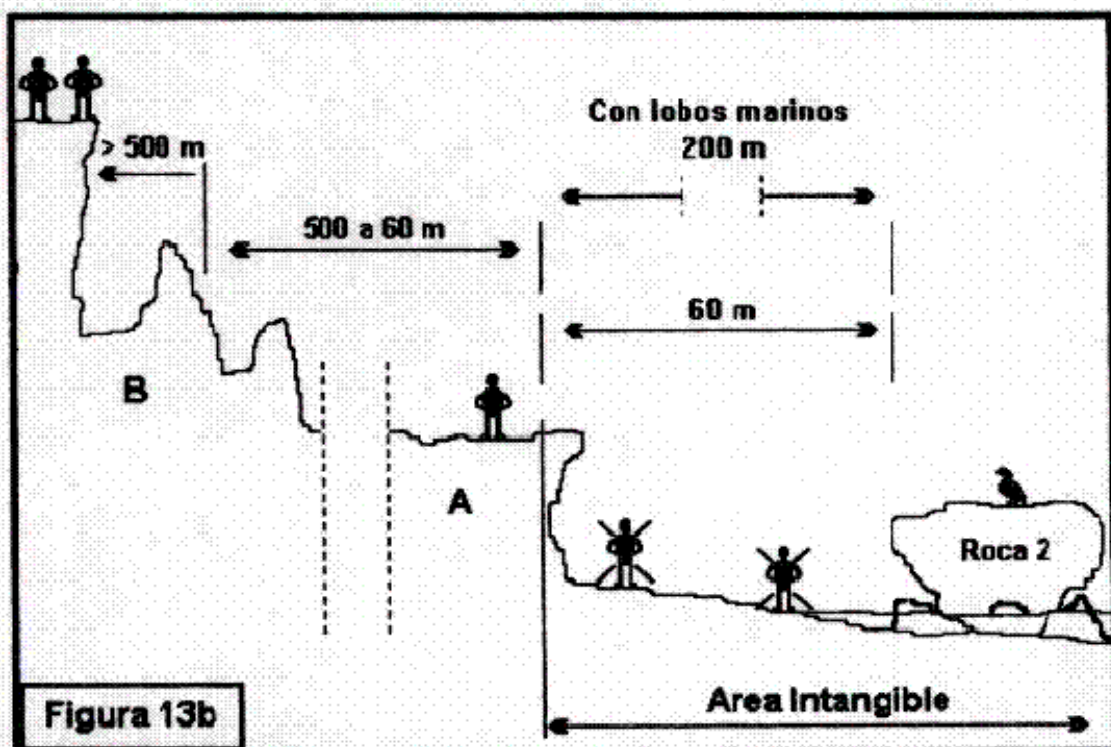 Con lobos marinos
200 m
> 500 m
500 a 60 m
60 m
B
A
Roca 2
Area Intangible
Figura 13b